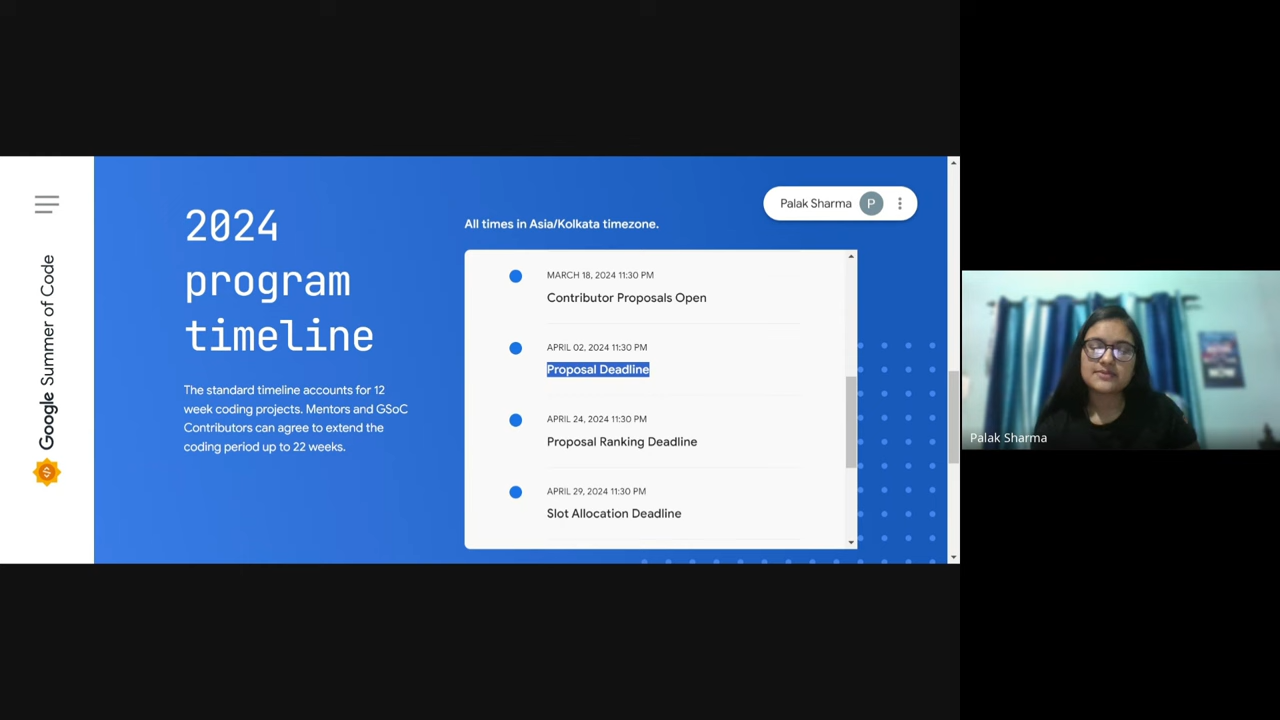 Google Summer of Code
2024
program
timeline
The standard timeline accounts for 12
week coding projects. Mentors and GSoC
Contributors can agree to extend the
coding period up to 22 weeks.
Palak Sharma P
All times in Asia/Kolkata timezone.
MARCH 18, 2024 11:30 PM
Contributor Proposals Open
APRIL 02, 2024 11:30 PM
Proposal Deadline
APRIL 24, 2024 11:30 PM
Proposal Ranking Deadline
APRIL 29, 2024 11:30 PM
Slot Allocation Deadline
Palak Sharma